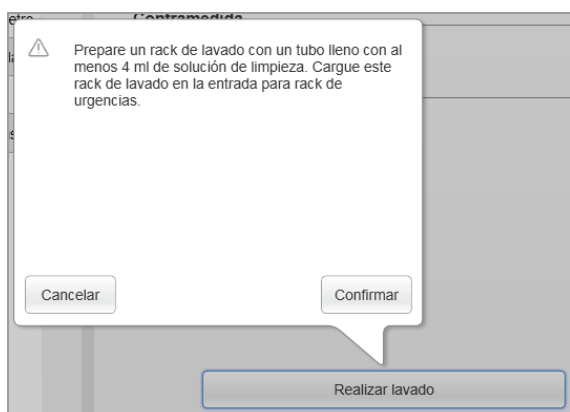 Contramedida
Prepare un rack de lavado con un tubo lleno con al
menos 4 ml de solución de limpieza. Cargue este
rack de lavado en la entrada para rack de
urgencias.
Cancelar
Confirmar
Realizar lavado